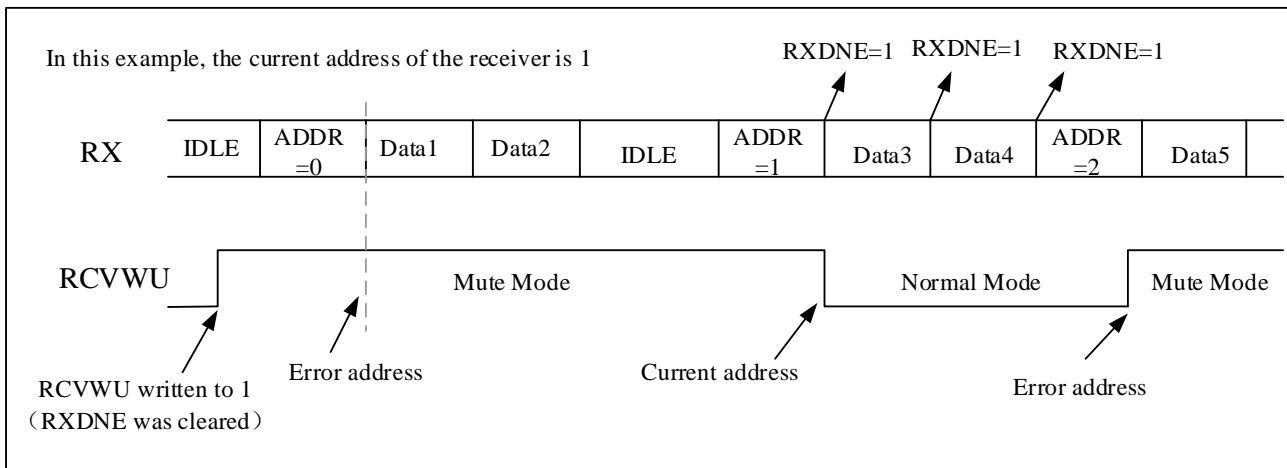 In this example, the current address of the receiver is 1
RXDNE=1
RXDNE=1
RXDNE=1
RX
IDLE
ADDR
=0
Data1
Data2
IDLE
ADDR
=1
Data3
Data4
ADDR
=2
Data5
RCVWU
Mute Mode
Normal Mode
Mute Mode
Error address
Current address
Error address
RCVWU written to 1
（RXDNE was cleared）